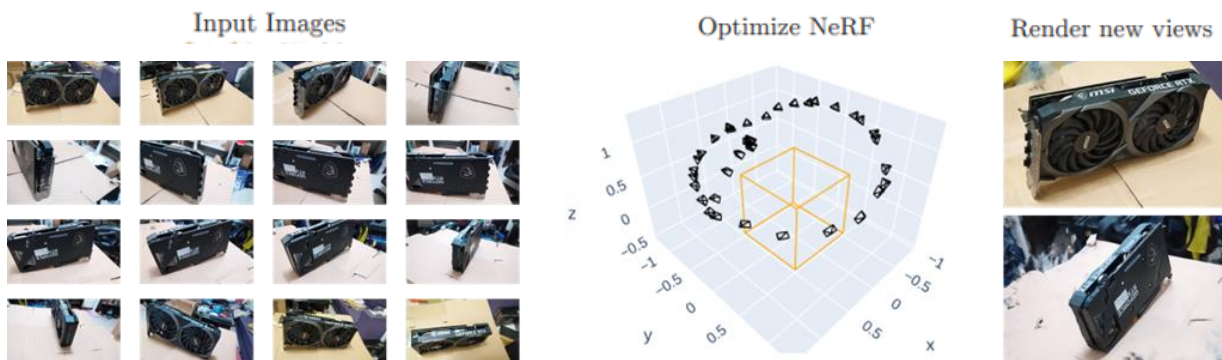 Input Images
Optimize NeRF
Render new views
1
0.5
0
−0.5
z
−1
−0.5
0
0.5
y
−1
−0.5
0
0.5
x
msi
GEFORCE RTX